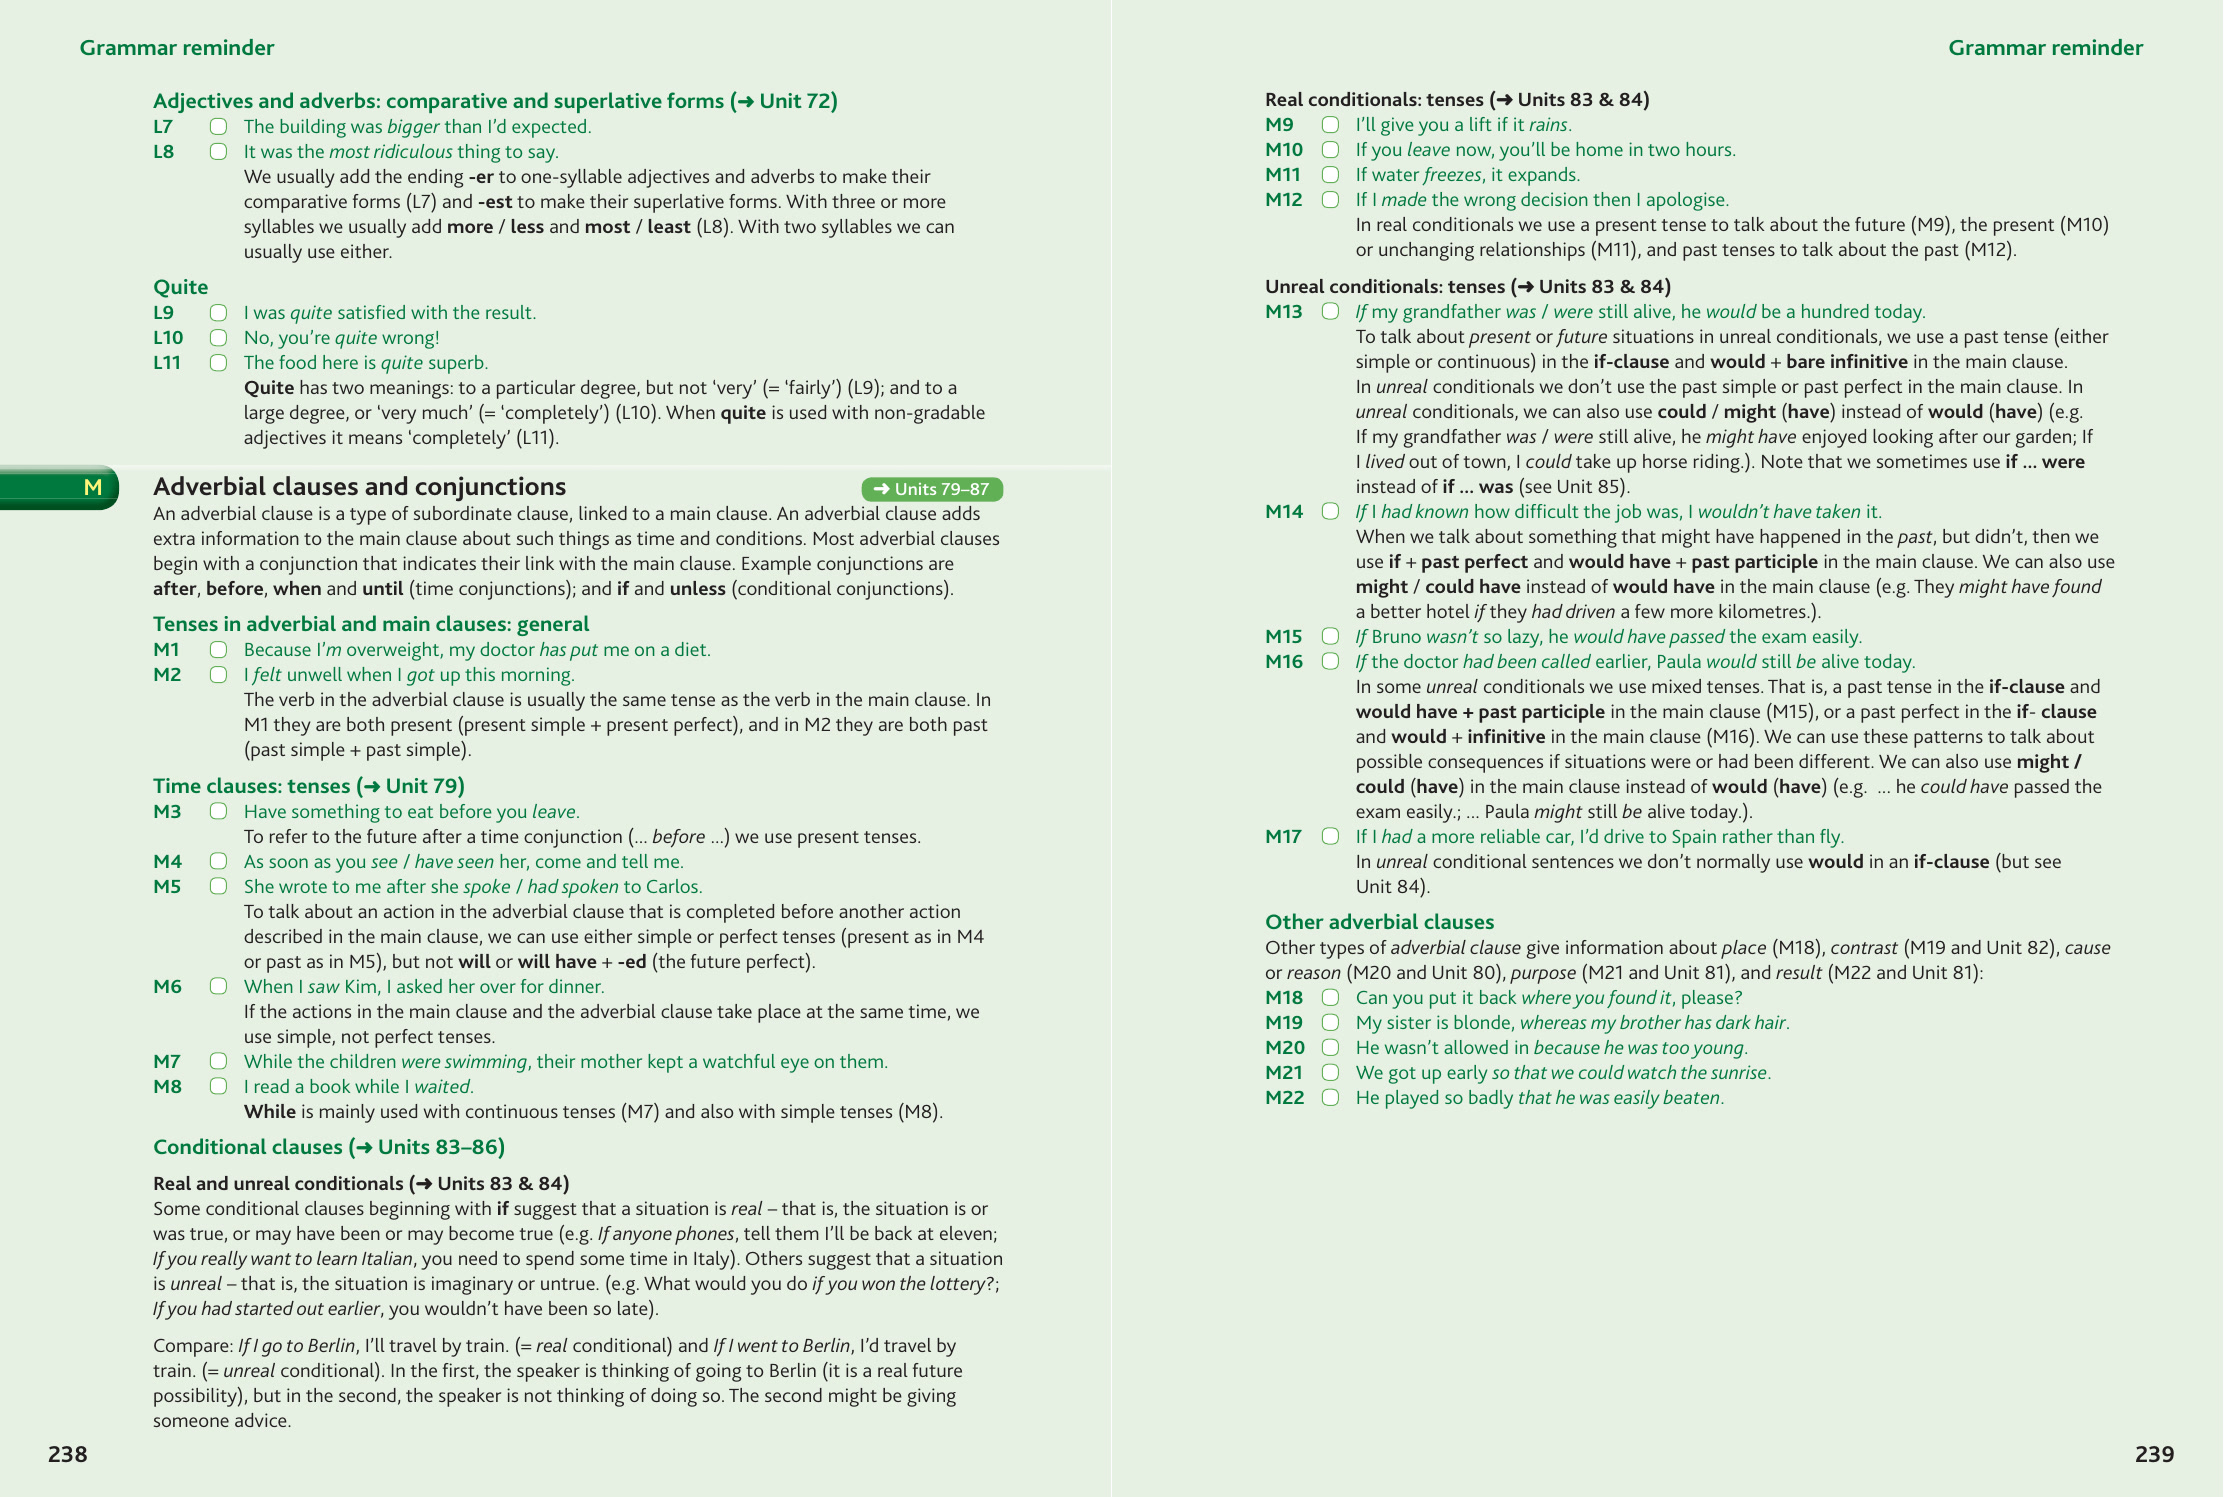 Grammar reminder
Adjectives and adverbs: comparative and superlative forms (➜ Unit 72)
L7 The building was bigger than I’d expected.
L8 It was the most ridiculous thing to say.
We usually add the ending -er to one-syllable adjectives and adverbs to make their
comparative forms (L7) and -est to make their superlative forms. With three or more
syllables we usually add more / less and most / least (L8). With two syllables we can
usually use either.
Quite
L9 I was quite satisfied with the result.
L10 No, you’re quite wrong!
L11 The food here is quite superb.
Quite has two meanings: to a particular degree, but not ‘very’ (= ‘fairly’) (L9); and to a
large degree, or ‘very much’ (= ‘completely’) (L10). When quite is used with non-gradable
adjectives it means ‘completely’ (L11).
M Adverbial clauses and conjunctions ➜ Units 79–87
An adverbial clause is a type of subordinate clause, linked to a main clause. An adverbial clause adds
extra information to the main clause about such things as time and conditions. Most adverbial clauses
begin with a conjunction that indicates their link with the main clause. Example conjunctions are
after, before, when and until (time conjunctions); and if and unless (conditional conjunctions).
Tenses in adverbial and main clauses: general
M1 Because I’m overweight, my doctor has put me on a diet.
M2 I felt unwell when I got up this morning.
The verb in the adverbial clause is usually the same tense as the verb in the main clause. In
M1 they are both present (present simple + present perfect), and in M2 they are both past
(past simple + past simple).
Time clauses: tenses (➜ Unit 79)
M3 Have something to eat before you leave.
To refer to the future after a time conjunction (... before ...) we use present tenses.
M4 As soon as you see / have seen her, come and tell me.
M5 She wrote to me after she spoke / had spoken to Carlos.
To talk about an action in the adverbial clause that is completed before another action
described in the main clause, we can use either simple or perfect tenses (present as in M4
or past as in M5), but not will or will have + -ed (the future perfect).
M6 When I saw Kim, I asked her over for dinner.
If the actions in the main clause and the adverbial clause take place at the same time, we
use simple, not perfect tenses.
M7 While the children were swimming, their mother kept a watchful eye on them.
M8 I read a book while I waited.
While is mainly used with continuous tenses (M7) and also with simple tenses (M8).
Conditional clauses (➜ Units 83–86)
Real and unreal conditionals (➜ Units 83 & 84)
Some conditional clauses beginning with if suggest that a situation is real – that is, the situation is or
was true, or may have been or may become true (e.g. If anyone phones, tell them I’ll be back at eleven;
If you really want to learn Italian, you need to spend some time in Italy). Others suggest that a situation
is unreal – that is, the situation is imaginary or untrue. (e.g. What would you do if you won the lottery?;
If you had started out earlier, you wouldn’t have been so late).
Compare: If I go to Berlin, I’ll travel by train. (= real conditional) and If I went to Berlin, I’d travel by
train. (= unreal conditional). In the first, the speaker is thinking of going to Berlin (it is a real future
possibility), but in the second, the speaker is not thinking of doing so. The second might be giving
someone advice.
238
Grammar reminder
Real conditionals: tenses (➜ Units 83 & 84)
M9 I’ll give you a lift if it rains.
M10 If you leave now, you’ll be home in two hours.
M11 If water freezes, it expands.
M12 If I made the wrong decision then I apologise.
In real conditionals we use a present tense to talk about the future (M9), the present (M10)
or unchanging relationships (M11), and past tenses to talk about the past (M12).
Unreal conditionals: tenses (➜ Units 83 & 84)
M13 If my grandfather was / were still alive, he would be a hundred today.
To talk about present or future situations in unreal conditionals, we use a past tense (either
simple or continuous) in the if-clause and would + bare infinitive in the main clause.
In unreal conditionals we don’t use the past simple or past perfect in the main clause. In
unreal conditionals, we can also use could / might (have) instead of would (have) (e.g.
If my grandfather was / were still alive, he might have enjoyed looking after our garden; If
I lived out of town, I could take up horse riding.). Note that we sometimes use if ... were
instead of if ... was (see Unit 85).
M14 If I had known how difficult the job was, I wouldn’t have taken it.
When we talk about something that might have happened in the past, but didn’t, then we
use if + past perfect and would have + past participle in the main clause. We can also use
might / could have instead of would have in the main clause (e.g. They might have found
a better hotel if they had driven a few more kilometres.).
M15 If Bruno wasn’t so lazy, he would have passed the exam easily.
M16 If the doctor had been called earlier, Paula would still be alive today.
In some unreal conditionals we use mixed tenses. That is, a past tense in the if-clause and
would have + past participle in the main clause (M15), or a past perfect in the if- clause
and would + infinitive in the main clause (M16). We can use these patterns to talk about
possible consequences if situations were or had been different. We can also use might /
could (have) in the main clause instead of would (have) (e.g. ... he could have passed the
exam easily.; ... Paula might still be alive today.).
M17 If I had a more reliable car, I’d drive to Spain rather than fly.
In unreal conditional sentences we don’t normally use would in an if-clause (but see
Unit 84).
Other adverbial clauses
Other types of adverbial clause give information about place (M18), contrast (M19 and Unit 82), cause
or reason (M20 and Unit 80), purpose (M21 and Unit 81), and result (M22 and Unit 81):
M18 Can you put it back where you found it, please?
M19 My sister is blonde, whereas my brother has dark hair.
M20 He wasn’t allowed in because he was too young.
M21 We got up early so that we could watch the sunrise.
M22 He played so badly that he was easily beaten.
239